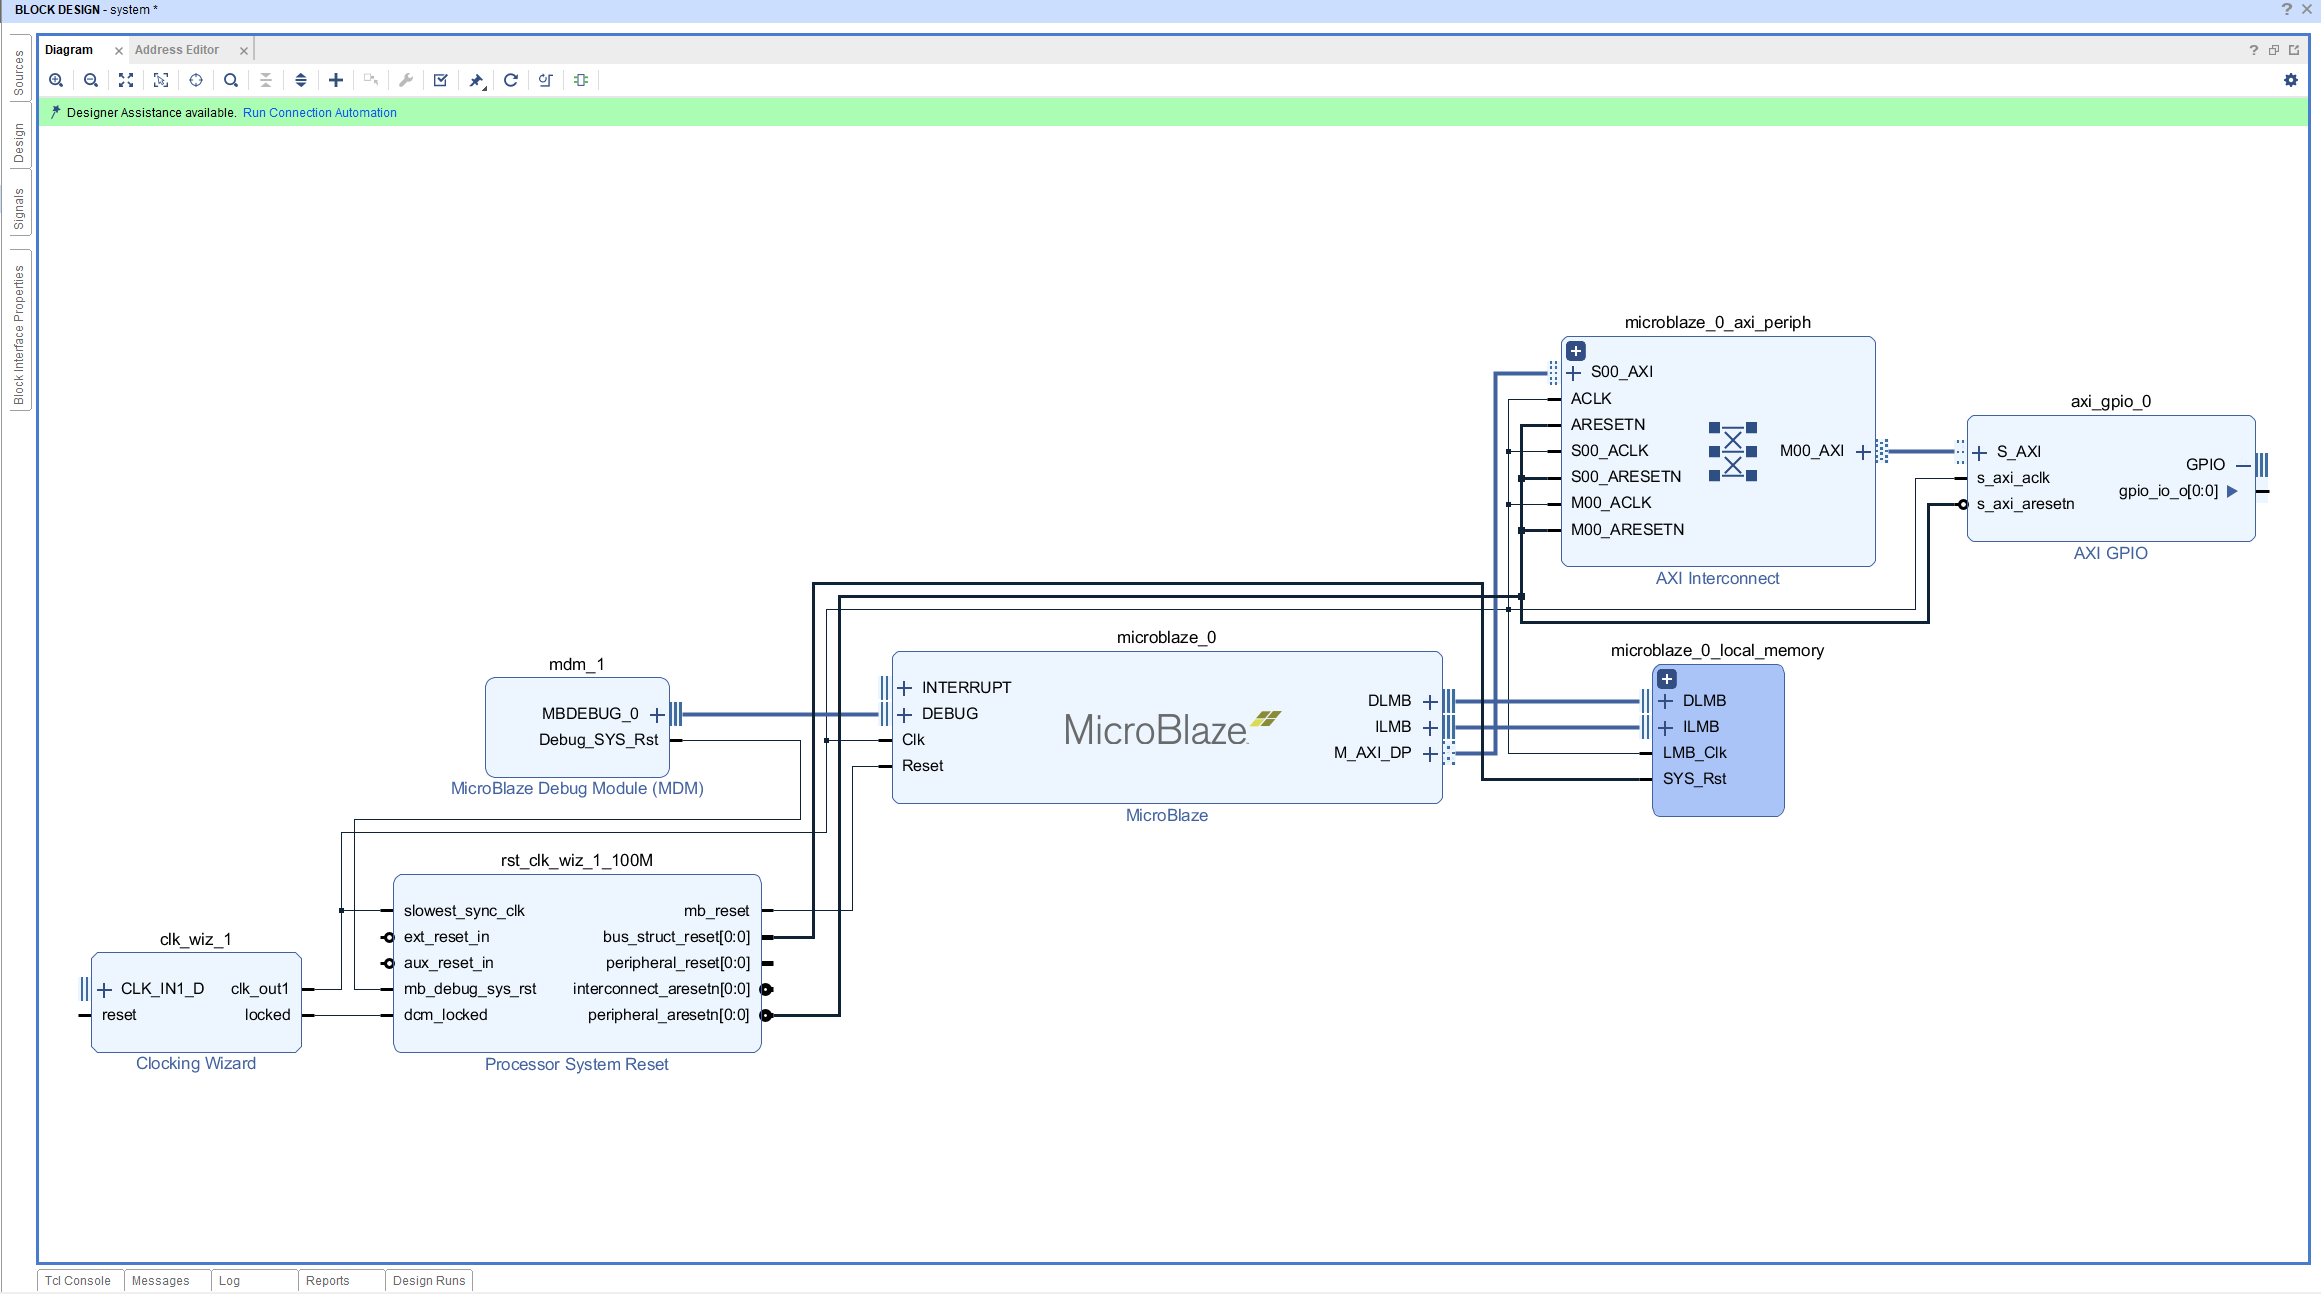 BLOCK DESIGN - system *
Sources
Design
Signals
Block Interface Properties
Diagram
Address Editor
Designer Assistance available. Run Connection Automation
microblaze_0_axi_periph
S00_AXI
ACLK
ARESETN
S00_ACLK
S00_ARESETN
M00_ACLK
M00_ARESETN
M00_AXI
AXI Interconnect
axi_gpio_0
S_AXI
s_axi_aclk
s_axi_aresetn
GPIO
gpio_io_o[0:0]
AXI GPIO
microblaze_0
INTERRUPT
DEBUG
Clk
Reset
MicroBlaze
DLMB
ILMB
M_AXI_DP
MicroBlaze
microblaze_0_local_memory
DLMB
ILMB
LMB_Clk
SYS_Rst
mdm_1
MBDEBUG_0
Debug_SYS_Rst
MicroBlaze Debug Module (MDM)
rst_clk_wiz_1_100M
slowest_sync_clk
ext_reset_in
aux_reset_in
mb_debug_sys_rst
dcm_locked
mb_reset
bus_struct_reset[0:0]
peripheral_reset[0:0]
interconnect_aresetn[0:0]
peripheral_aresetn[0:0]
Processor System Reset
clk_wiz_1
CLK_IN1_D
reset
clk_out1
locked
Clocking Wizard
Tcl Console
Messages
Log
Reports
Design Runs